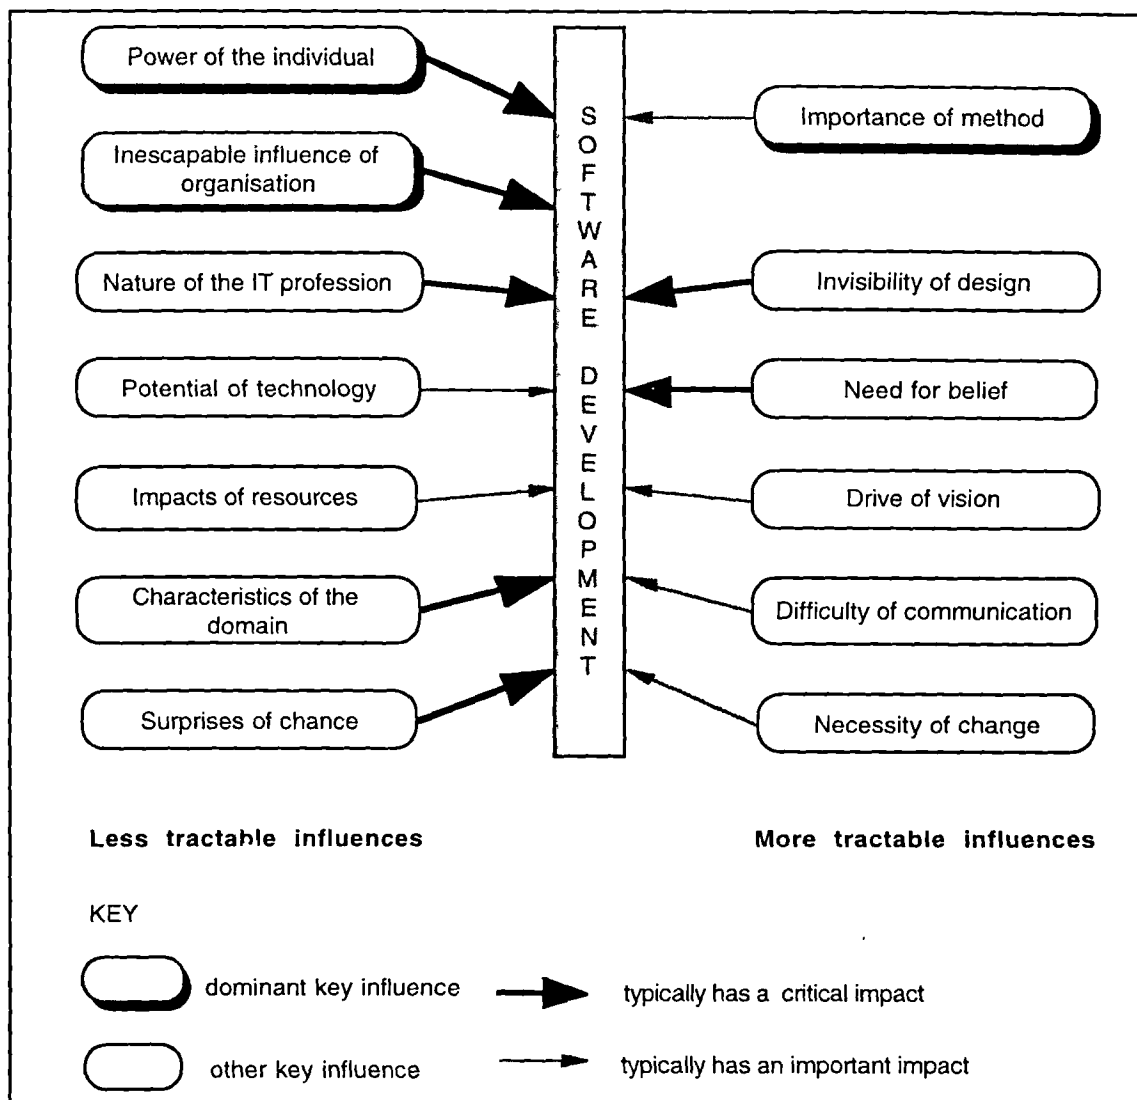 Power of the individual
Inescapable influence of
organisation
Nature of the IT profession
Potential of technology
Impacts of resources
Characteristics of the
domain
Surprises of chance
SOFTWARE DEVELOPMENT
Importance of method
Invisibility of design
Need for belief
Drive of vision
Difficulty of communication
Necessity of change
Less tractable influences
More tractable influences
KEY
dominant key influence
typically has a critical impact
other key influence
typically has an important impact